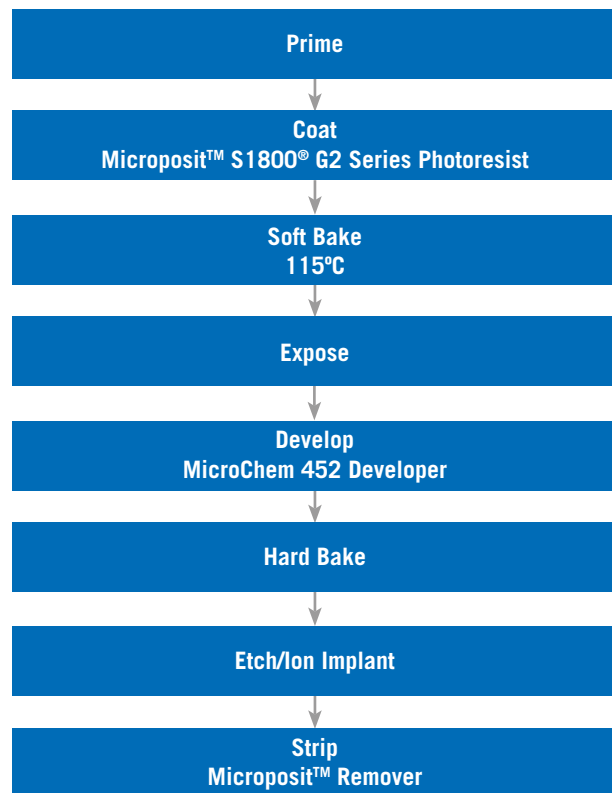 Prime
Coat
Microposit™ S1800® G2 Series Photoresist
Soft Bake
115ºC
Expose
Develop
MicroChem 452 Developer
Hard Bake
Etch/Ion Implant
Strip
Microposit™ Remover